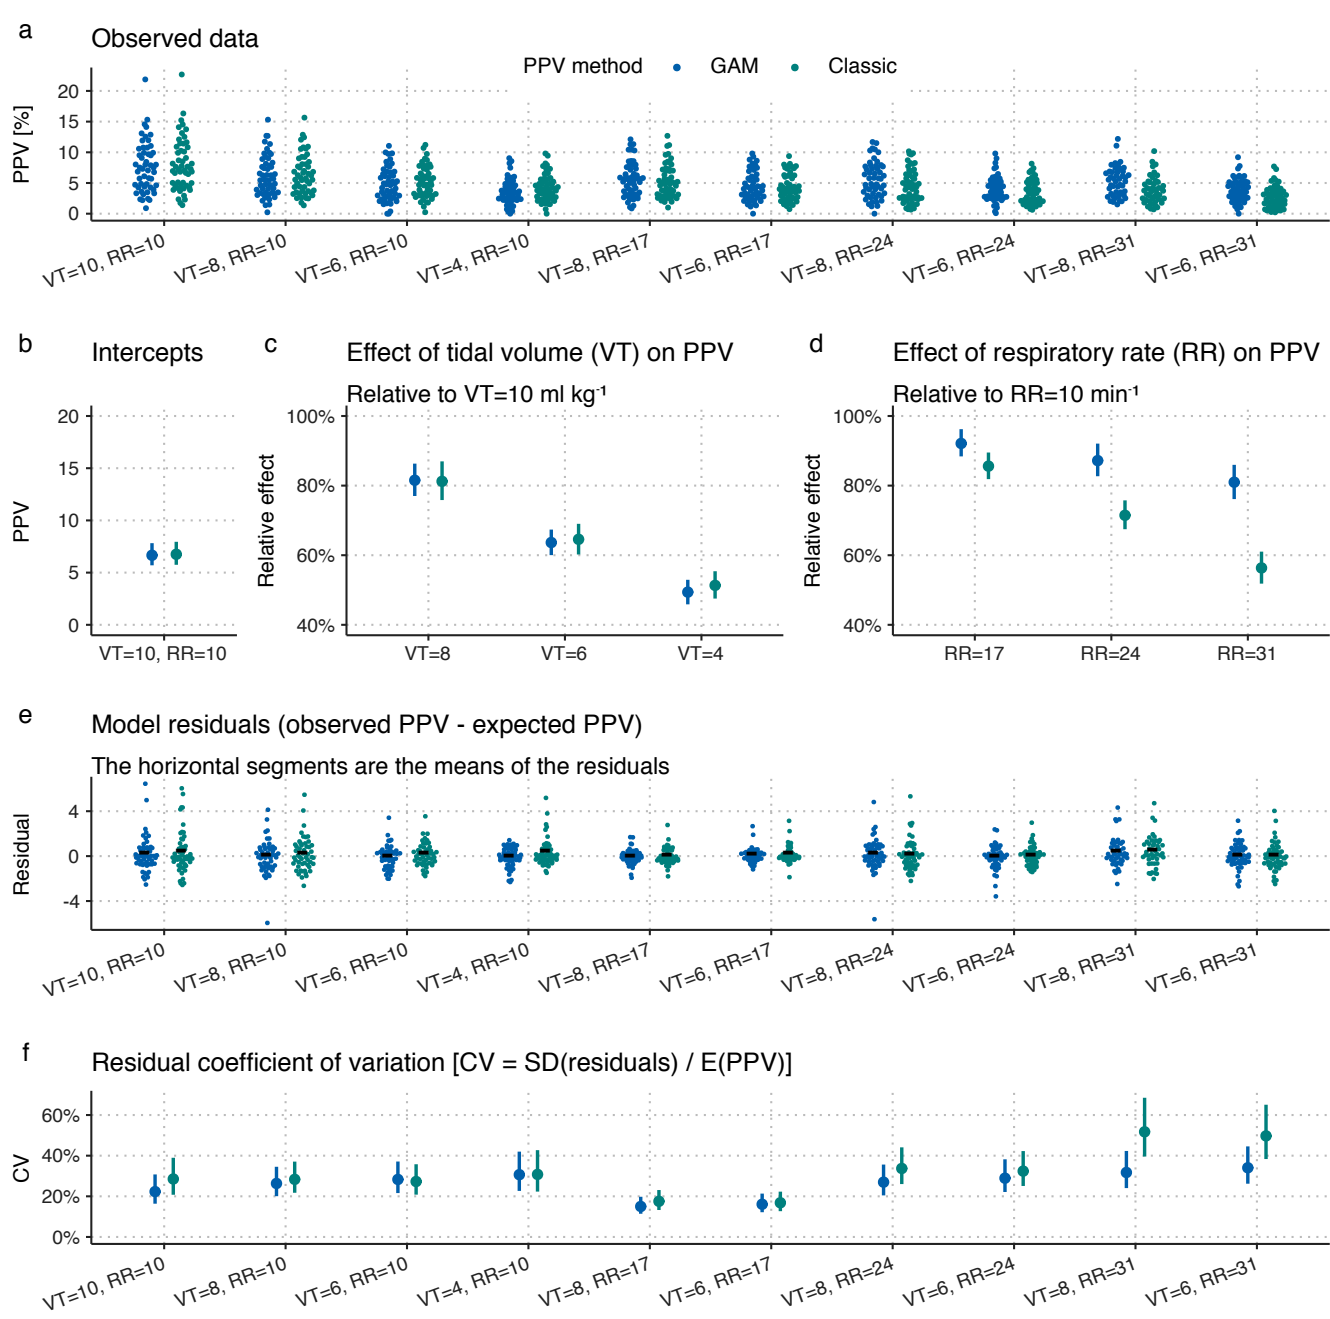 a
Observed data
PPV method GAM Classic
PPV [%]
20
15
10
5
0
VT=10, RR=10 VT=8, RR=10 VT=6, RR=10 VT=4, RR=10 VT=8, RR=17 VT=6, RR=17 VT=8, RR=24 VT=6, RR=24 VT=8, RR=31 VT=6, RR=31
b
Intercepts
PPV
20
15
10
5
0
VT=10, RR=10
c
Effect of tidal volume (VT) on PPV
Relative to VT=10 ml kg⁻¹
Relative effect
100%
80%
60%
40%
VT=8 VT=6 VT=4
d
Effect of respiratory rate (RR) on PPV
Relative to RR=10 min⁻¹
Relative effect
100%
80%
60%
40%
RR=17 RR=24 RR=31
e
Model residuals (observed PPV - expected PPV)
The horizontal segments are the means of the residuals
Residual
4
0
-4
VT=10, RR=10 VT=8, RR=10 VT=6, RR=10 VT=4, RR=10 VT=8, RR=17 VT=6, RR=17 VT=8, RR=24 VT=6, RR=24 VT=8, RR=31 VT=6, RR=31
f
Residual coefficient of variation [CV = SD(residuals) / E(PPV)]
CV
60%
40%
20%
0%
VT=10, RR=10 VT=8, RR=10 VT=6, RR=10 VT=4, RR=10 VT=8, RR=17 VT=6, RR=17 VT=8, RR=24 VT=6, RR=24 VT=8, RR=31 VT=6, RR=31